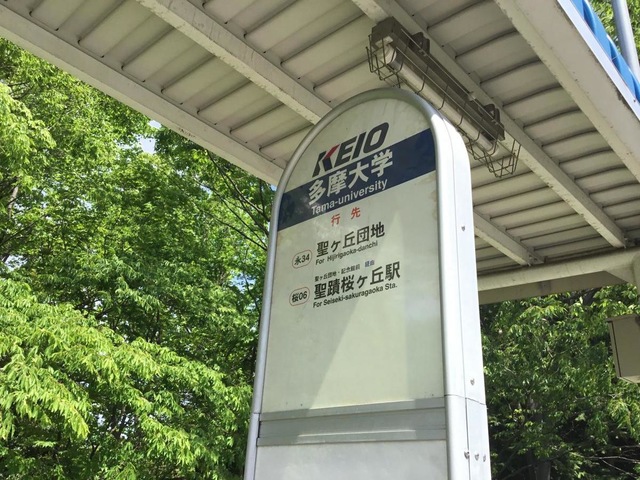 KEIO
多摩大学
Tama-university
行先
永34 聖ヶ丘団地
For Hijirigaoka-danchi
聖ヶ丘団地・記念館前 経由
桜06 聖蹟桜ヶ丘駅
For Seiseki-sakuragaoka Sta.